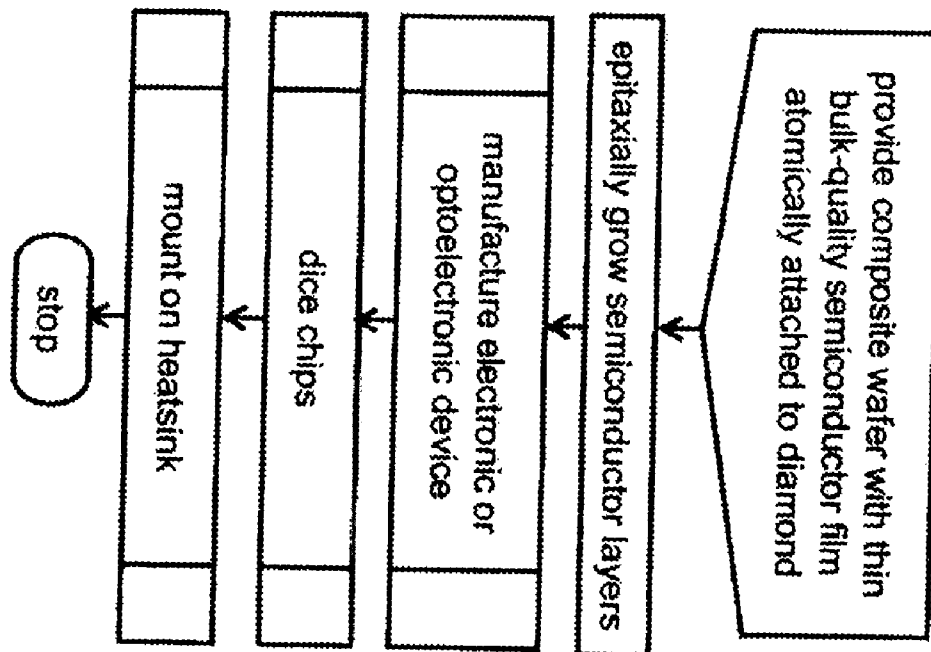 provide composite wafer with thin
bulk-quality semiconductor film
atomically attached to diamond
epitaxially grow semiconductor layers
manufacture electronic or
optoelectronic device
dice chips
mount on heatsink
stop